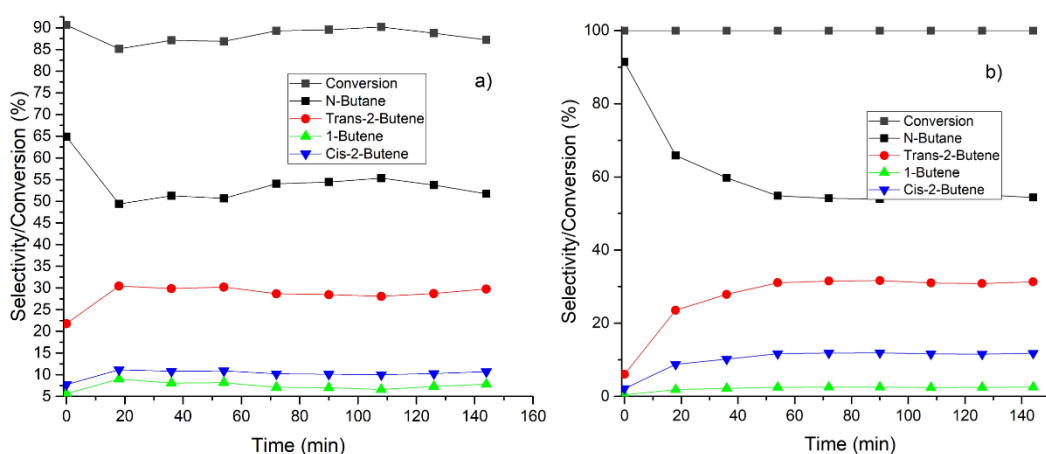 90
85
80
75
70
65
60
55
50
45
30
25
20
15
10
5
0 20 40 60 80 100 120 140 160
Time (min)
Selectivity/Conversion (%)
a)
Conversion
N-Butane
Trans-2-Butene
1-Butene
Cis-2-Butene
100
80
60
40
20
0
0 20 40 60 80 100 120 140
Time (min)
Selectivity/Conversion (%)
b)
Conversion
N-Butane
Trans-2-Butene
1-Butene
Cis-2-Butene